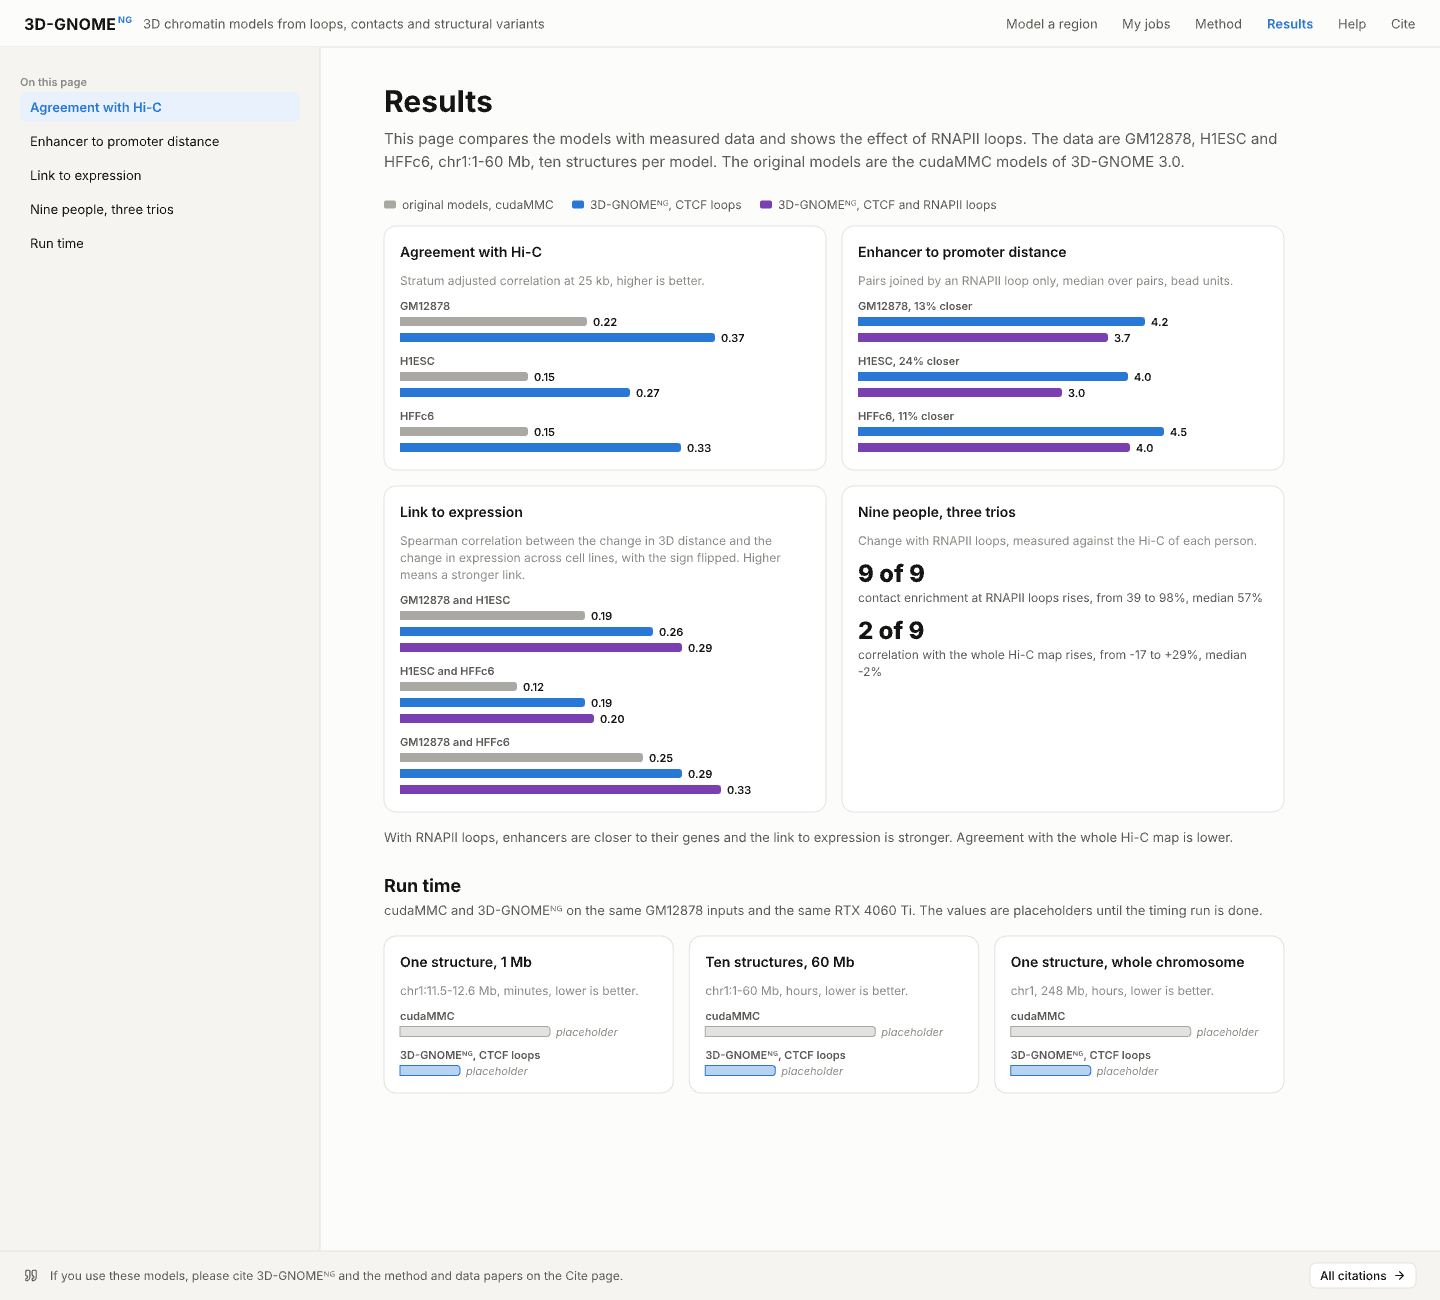 3D-GNOME NG 3D chromatin models from loops, contacts and structural variants
Model a region My jobs Method Results Help Cite
On this page
Agreement with Hi-C
Enhancer to promoter distance
Link to expression
Nine people, three trios
Run time
Results
This page compares the models with measured data and shows the effect of RNAPII loops. The data are GM12878, H1ESC and
HFFc6, chr1:1-60 Mb, ten structures per model. The original models are the cudaMMC models of 3D-GNOME 3.0.
original models, cudaMMC 3D-GNOMEᴺᴳ, CTCF loops 3D-GNOMEᴺᴳ, CTCF and RNAPII loops
Agreement with Hi-C
Stratum adjusted correlation at 25 kb, higher is better.
GM12878
0.22
0.37
H1ESC
0.15
0.27
HFFc6
0.15
0.33
Enhancer to promoter distance
Pairs joined by an RNAPII loop only, median over pairs, bead units.
GM12878, 13% closer
4.2
3.7
H1ESC, 24% closer
4.0
3.0
HFFc6, 11% closer
4.5
4.0
Link to expression
Spearman correlation between the change in 3D distance and the
change in expression across cell lines, with the sign flipped. Higher
means a stronger link.
GM12878 and H1ESC
0.19
0.26
0.29
H1ESC and HFFc6
0.12
0.19
0.20
GM12878 and HFFc6
0.25
0.29
0.33
Nine people, three trios
Change with RNAPII loops, measured against the Hi-C of each person.
9 of 9
contact enrichment at RNAPII loops rises, from 39 to 98%, median 57%
2 of 9
correlation with the whole Hi-C map rises, from -17 to +29%, median
-2%
With RNAPII loops, enhancers are closer to their genes and the link to expression is stronger. Agreement with the whole Hi-C map is lower.
Run time
cudaMMC and 3D-GNOMEᴺᴳ on the same GM12878 inputs and the same RTX 4060 Ti. The values are placeholders until the timing run is done.
One structure, 1 Mb
chr1:11.5-12.6 Mb, minutes, lower is better.
cudaMMC
placeholder
3D-GNOMEᴺᴳ, CTCF loops
placeholder
Ten structures, 60 Mb
chr1:1-60 Mb, hours, lower is better.
cudaMMC
placeholder
3D-GNOMEᴺᴳ, CTCF loops
placeholder
One structure, whole chromosome
chr1, 248 Mb, hours, lower is better.
cudaMMC
placeholder
3D-GNOMEᴺᴳ, CTCF loops
placeholder
If you use these models, please cite 3D-GNOMEᴺᴳ and the method and data papers on the Cite page.
All citations →